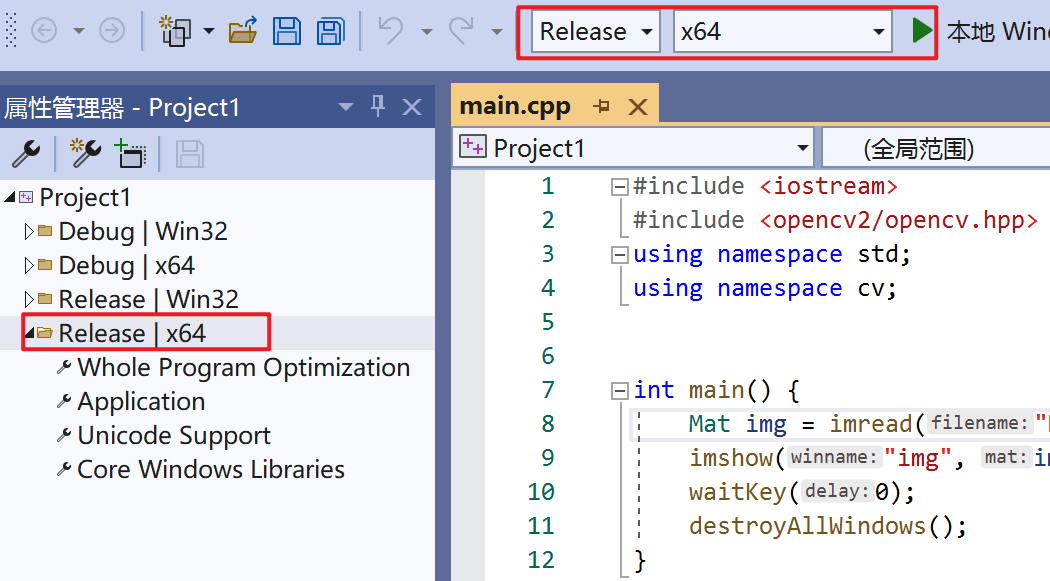 Release x64 本地 Win
属性管理器 - Project1
main.cpp
Project1 (全局范围)
Project1
Debug | Win32
Debug | x64
Release | Win32
Release | x64
Whole Program Optimization
Application
Unicode Support
Core Windows Libraries
1 #include <iostream>
2 #include <opencv2/opencv.hpp>
3 using namespace std;
4 using namespace cv;
5
6
7 int main() {
8 Mat img = imread(filename:"
9 imshow(winname:"img", mat:i
10 waitKey(delay:0);
11 destroyAllWindows();
12 }